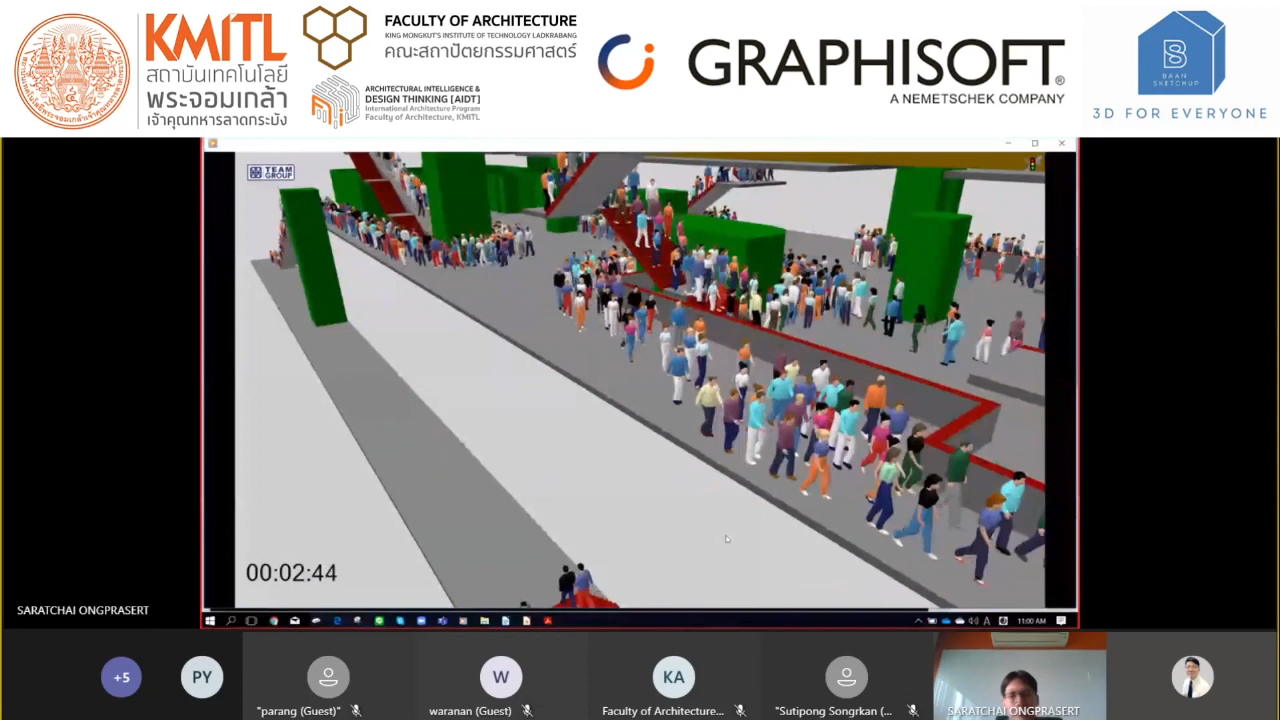 KMITL
สถาบันเทคโนโลยี
พระจอมเกล้า
เจ้าคุณทหารลาดกระบัง
FACULTY OF ARCHITECTURE
KING MONGKUT'S INSTITUTE OF TECHNOLOGY LADKRABANG
คณะสถาปัตยกรรมศาสตร์
ARCHITECTURAL INTELLIGENCE &
DESIGN THINKING [AIDT]
International Architecture Program
Faculty of Architecture, KMITL
GRAPHISOFT®
A NEMETSCHEK COMPANY
B
BAAN
SKETCHUP
3D FOR EVERYONE
TEAM
GROUP
00:02:44
SARATCHAI ONGPRASERT
11:00 AM
+5
PY
W
KA
"parang (Guest)"
waranan (Guest)
Faculty of Architecture...
"Sutipong Songrkan (...
SARATCHAI ONGPRASERT